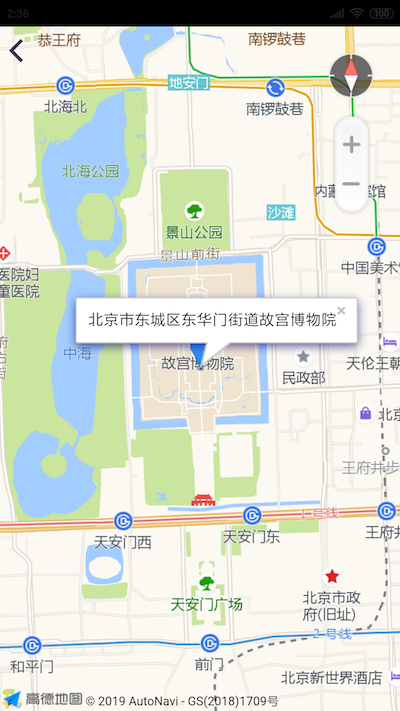 2:36
100
恭王府
南锣鼓巷
地安门
北海北
南锣鼓巷
北海公园
景山公园
沙滩
景山前街
中国美术
医院妇
童医院
北京市东城区东华门街道故宫博物院
中海
故宫博物院
民政部
天伦王朝
北京
王府井步
1号线
天安门西
天安门东
王府井
天安门广场
北京市政
府(旧址)
2号线
和平门
前门
北京新世界酒店
高德地图 © 2019 AutoNavi - GS(2018)1709号